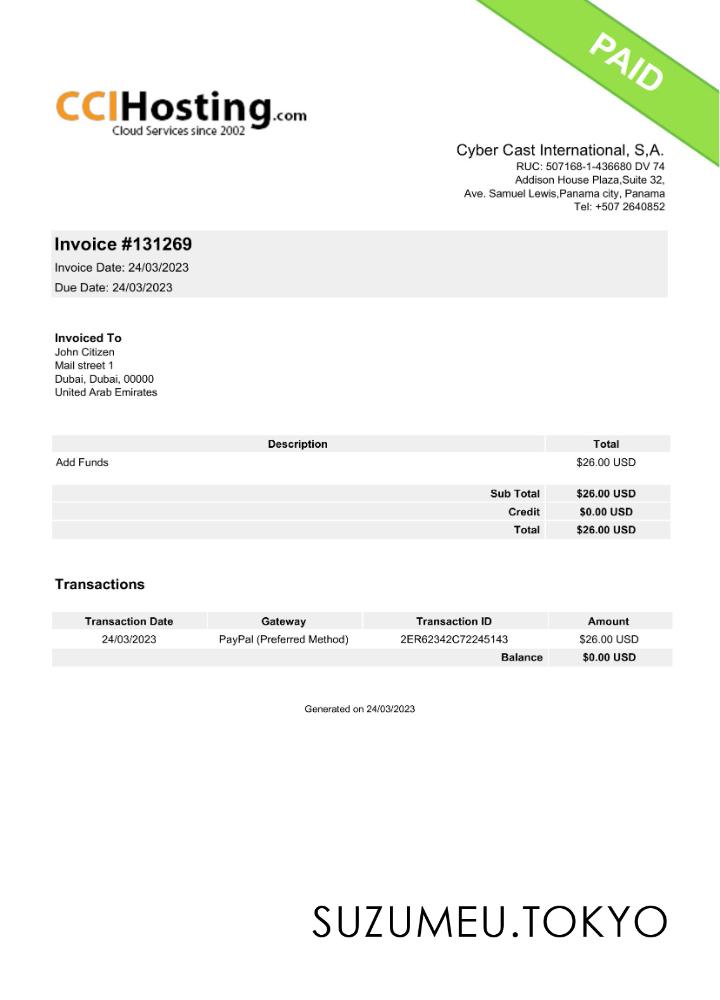 PAID
CCIHosting.com
Cloud Services since 2002
Cyber Cast International, S,A.
RUC: 507168-1-436680 DV 74
Addison House Plaza,Suite 32,
Ave. Samuel Lewis,Panama city, Panama
Tel: +507 2640852
Invoice #131269
Invoice Date: 24/03/2023
Due Date: 24/03/2023
Invoiced To
John Citizen
Mail street 1
Dubai, Dubai, 00000
United Arab Emirates
Description Total
Add Funds $26.00 USD
Sub Total $26.00 USD
Credit $0.00 USD
Total $26.00 USD
Transactions
Transaction Date Gateway Transaction ID Amount
24/03/2023 PayPal (Preferred Method) 2ER62342C72245143 $26.00 USD
Balance $0.00 USD
Generated on 24/03/2023
SUZUMEU.TOKYO